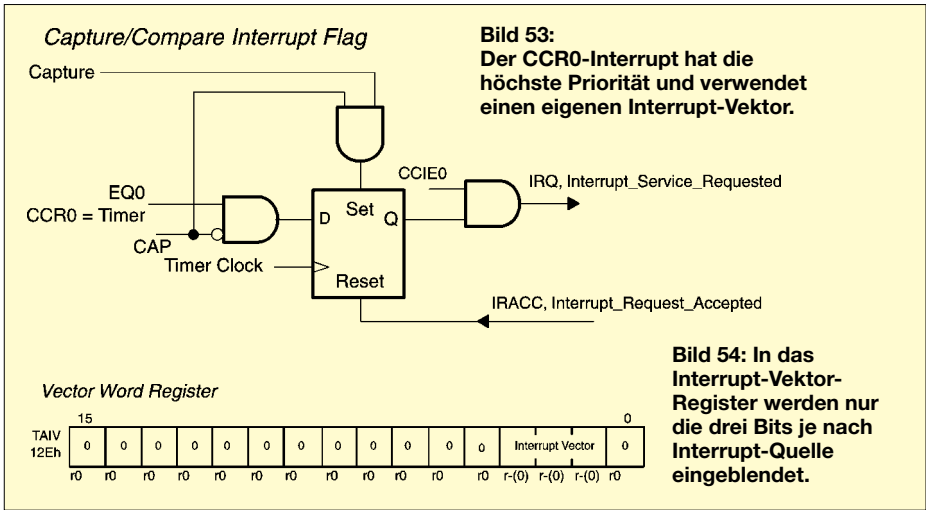 Capture/Compare Interrupt Flag
Bild 53:
Der CCR0-Interrupt hat die
höchste Priorität und verwendet
einen eigenen Interrupt-Vektor.
Capture
EQ0
CCR0 = Timer
CAP
Timer Clock
D
Set
Q
Reset
CCIE0
IRQ, Interrupt_Service_Requested
IRACC, Interrupt_Request_Accepted
Bild 54: In das
Interrupt-Vektor-
Register werden nur
die drei Bits je nach
Interrupt-Quelle
eingeblendet.
Vector Word Register
15 0
TAIV
12Eh
0 0 0 0 0 0 0 0 0 0 0 0 Interrupt Vector 0
r0 r0 r0 r0 r0 r0 r0 r0 r0 r0 r0 r0 r-(0) r-(0) r-(0) r0